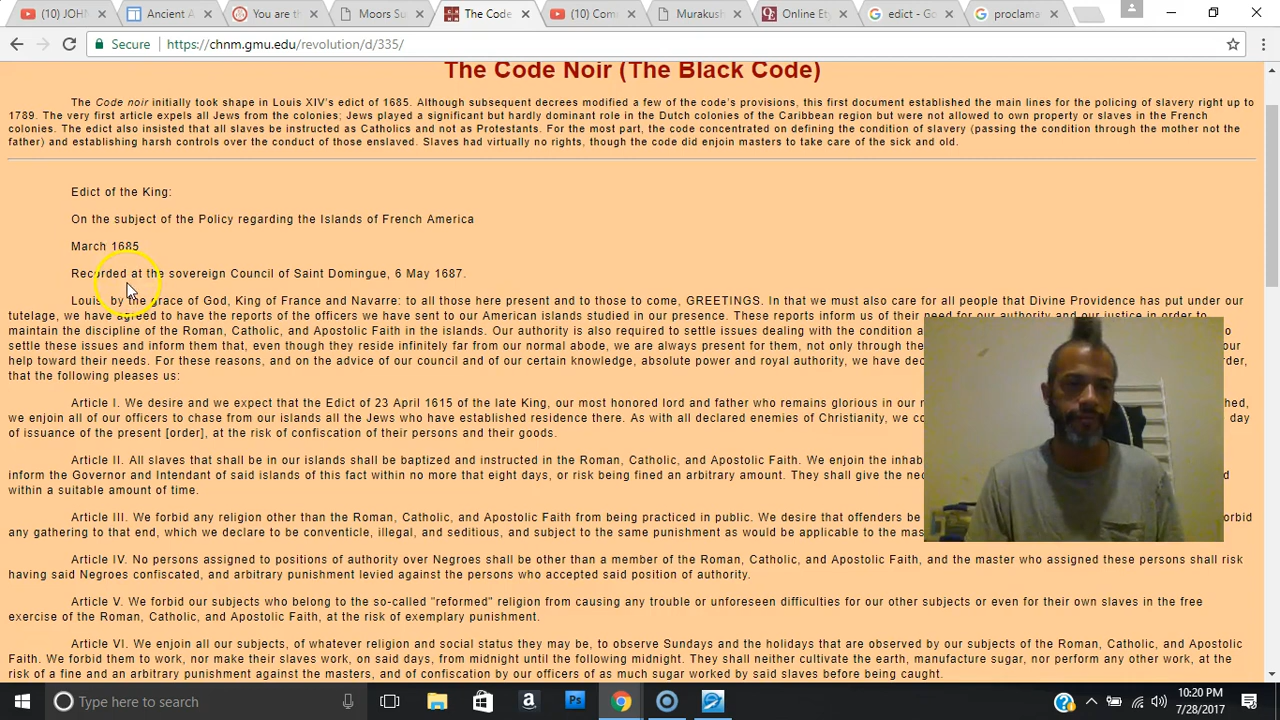 (10) JOHN
Ancient A
You are th
Moors Su
The Code
(10) Com
Murakush
Online Ety
edict - Go
proclama
Secure https://chnm.gmu.edu/revolution/d/335/
The Code Noir (The Black Code)
The Code noir initially took shape in Louis XIV's edict of 1685. Although subsequent decrees modified a few of the code's provisions, this first document established the main lines for the policing of slavery right up to
1789. The very first article expels all Jews from the colonies; Jews played a significant but hardly dominant role in the Dutch colonies of the Caribbean region but were not allowed to own property or slaves in the French
colonies. The edict also insisted that all slaves be instructed as Catholics and not as Protestants. For the most part, the code concentrated on defining the condition of slavery (passing the condition through the mother not the
father) and establishing harsh controls over the conduct of those enslaved. Slaves had virtually no rights, though the code did enjoin masters to take care of the sick and old.
Edict of the King:
On the subject of the Policy regarding the Islands of French America
March 1685
Recorded at the sovereign Council of Saint Domingue, 6 May 1687.
Louis, by the grace of God, King of France and Navarre: to all those here present and to those to come, GREETINGS. In that we must also care for all people that Divine Providence has put under our
tutelage, we have agreed to have the reports of the officers we have sent to our American islands studied in our presence. These reports inform us of their need for our authority and our justice in order to
maintain the discipline of the Roman, Catholic, and Apostolic Faith in the islands. Our authority is also required to settle issues dealing with the condition a to
settle these issues and inform them that, even though they reside infinitely far from our normal abode, we are always present for them, not only through the our
help toward their needs. For these reasons, and on the advice of our council and of our certain knowledge, absolute power and royal authority, we have dec rder,
that the following pleases us:
Article I. We desire and we expect that the Edict of 23 April 1615 of the late King, our most honored lord and father who remains glorious in our m hed,
we enjoin all of our officers to chase from our islands all the Jews who have established residence there. As with all declared enemies of Christianity, we co day
of issuance of the present [order], at the risk of confiscation of their persons and their goods.
Article II. All slaves that shall be in our islands shall be baptized and instructed in the Roman, Catholic, and Apostolic Faith. We enjoin the inhab
inform the Governor and Intendant of said islands of this fact within no more that eight days, or risk being fined an arbitrary amount. They shall give the nec d
within a suitable amount of time.
Article III. We forbid any religion other than the Roman, Catholic, and Apostolic Faith from being practiced in public. We desire that offenders be orbid
any gathering to that end, which we declare to be conventicle, illegal, and seditious, and subject to the same punishment as would be applicable to the mas
Article IV. No persons assigned to positions of authority over Negroes shall be other than a member of the Roman, Catholic, and Apostolic Faith, and the master who assigned these persons shall risk
having said Negroes confiscated, and arbitrary punishment levied against the persons who accepted said position of authority.
Article V. We forbid our subjects who belong to the so-called "reformed" religion from causing any trouble or unforeseen difficulties for our other subjects or even for their own slaves in the free
exercise of the Roman, Catholic, and Apostolic Faith, at the risk of exemplary punishment.
Article VI. We enjoin all our subjects, of whatever religion and social status they may be, to observe Sundays and the holidays that are observed by our subjects of the Roman, Catholic, and Apostolic
Faith. We forbid them to work, nor make their slaves work, on said days, from midnight until the following midnight. They shall neither cultivate the earth, manufacture sugar, nor perform any other work, at the
risk of a fine and an arbitrary punishment against the masters, and of confiscation by our officers of as much sugar worked by said slaves before being caught.
Type here to search
10:20 PM
7/28/2017